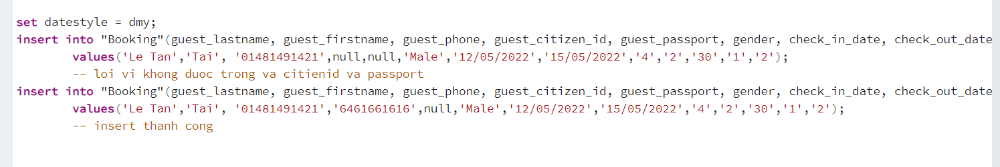 set datestyle = dmy;
insert into "Booking"(guest_lastname, guest_firstname, guest_phone, guest_citizen_id, guest_passport, gender, check_in_date, check_out_date
values('Le Tan','Tai', '01481491421',null,null,'Male','12/05/2022','15/05/2022','4','2','30','1','2');
-- loi vi khong duoc trong va citienid va passport
insert into "Booking"(guest_lastname, guest_firstname, guest_phone, guest_citizen_id, guest_passport, gender, check_in_date, check_out_date
values('Le Tan','Tai', '01481491421','6461661616',null,'Male','12/05/2022','15/05/2022','4','2','30','1','2');
-- insert thanh cong